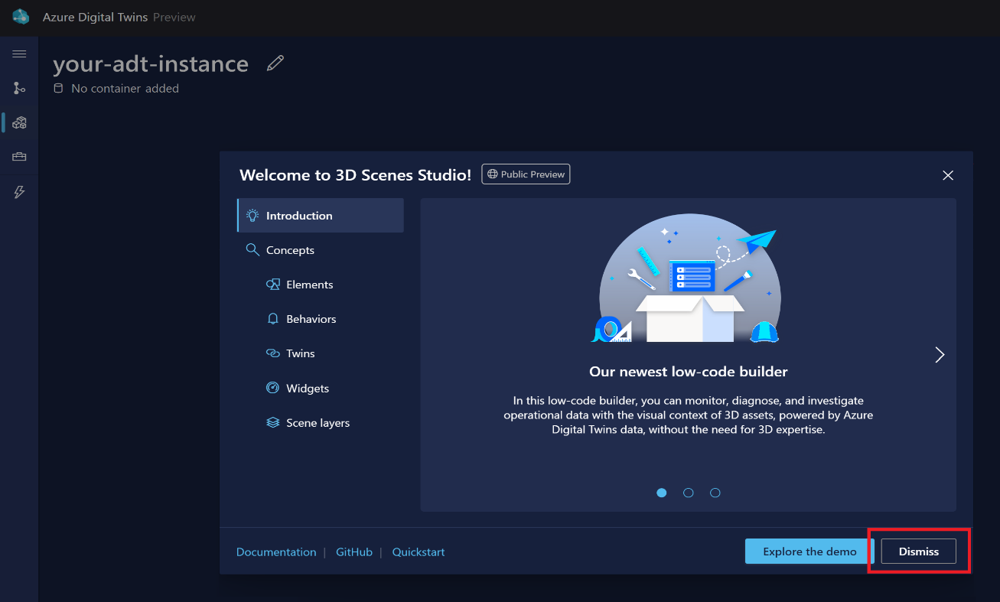 Azure Digital Twins Preview
your-adt-instance
No container added
Welcome to 3D Scenes Studio!
Public Preview
Introduction
Concepts
Elements
Behaviors
Twins
Widgets
Scene layers
Our newest low-code builder
In this low-code builder, you can monitor, diagnose, and investigate
operational data with the visual context of 3D assets, powered by Azure
Digital Twins data, without the need for 3D expertise.
Documentation | GitHub | Quickstart
Explore the demo
Dismiss